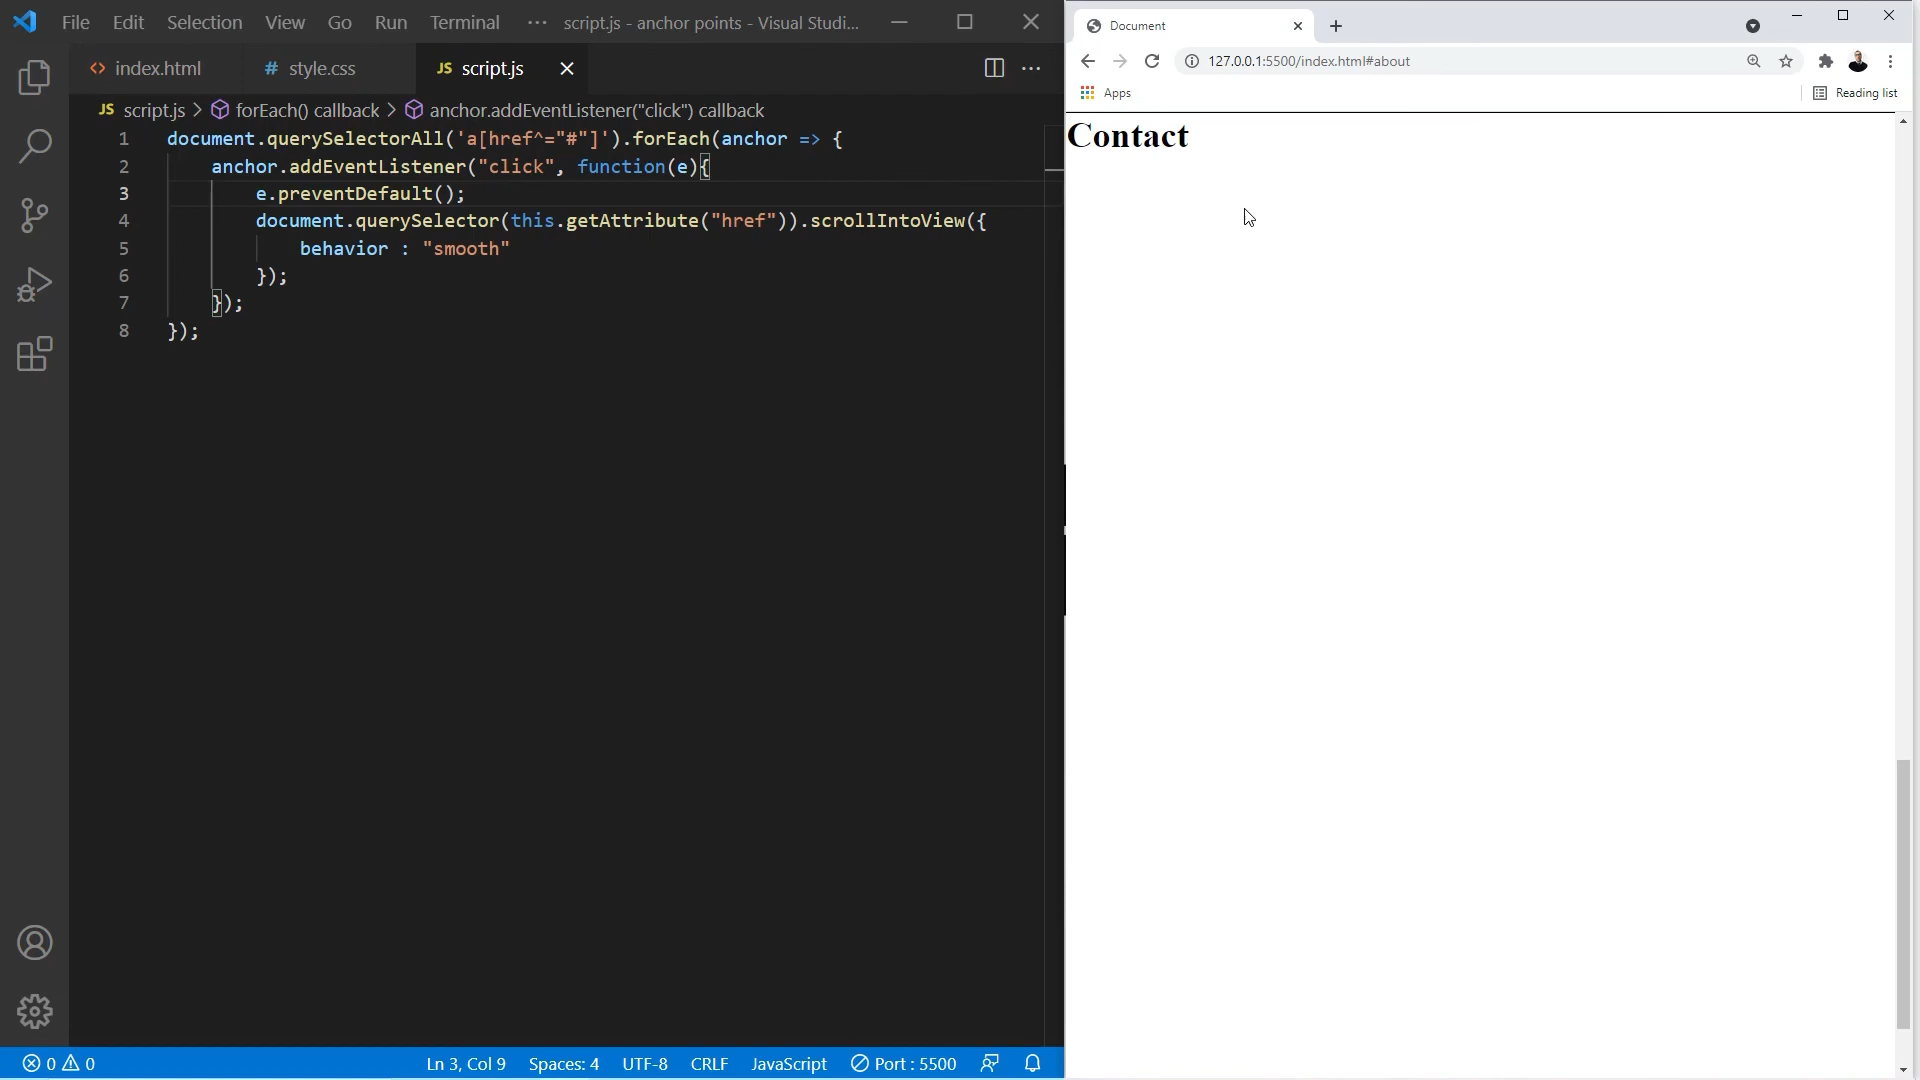 File Edit Selection View Go Run Terminal ··· script.js - anchor points - Visual Studi...
index.html
# style.css
JS script.js
JS script.js > forEach() callback > anchor.addEventListener("click") callback
1 document.querySelectorAll('a[href^="#"]').forEach(anchor => {
2 anchor.addEventListener("click", function(e){
3 e.preventDefault();
4 document.querySelector(this.getAttribute("href")).scrollIntoView({
5 behavior : "smooth"
6 });
7 });
8 });
0 0 Ln 3, Col 9 Spaces: 4 UTF-8 CRLF JavaScript Port : 5500
Document
127.0.0.1:5500/index.html#about
Apps
Reading list
Contact